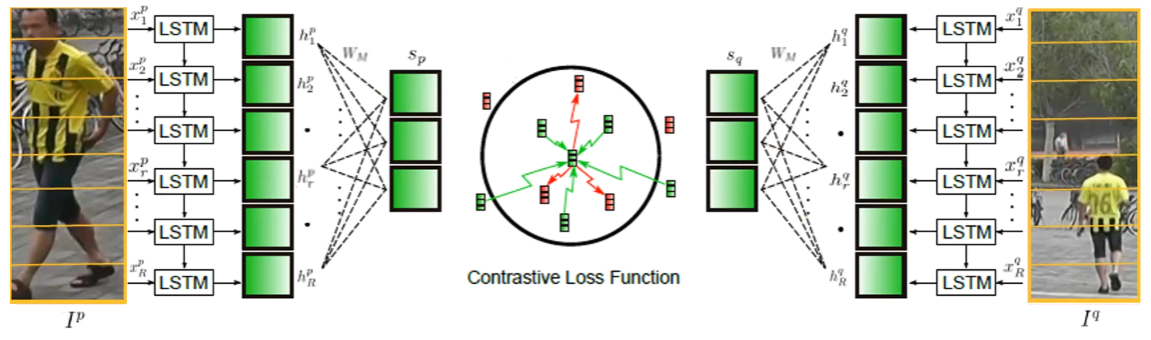 x_1^p LSTM h_1^p W_M s_p
x_2^p LSTM h_2^p
LSTM
x_r^p LSTM h_r^p
LSTM
x_R^p LSTM h_R^p
I^p
Contrastive Loss Function
s_q W_M h_1^q LSTM x_1^q
h_2^q LSTM x_2^q
LSTM
h_r^q LSTM x_r^q
LSTM
h_R^q LSTM x_R^q
I^q